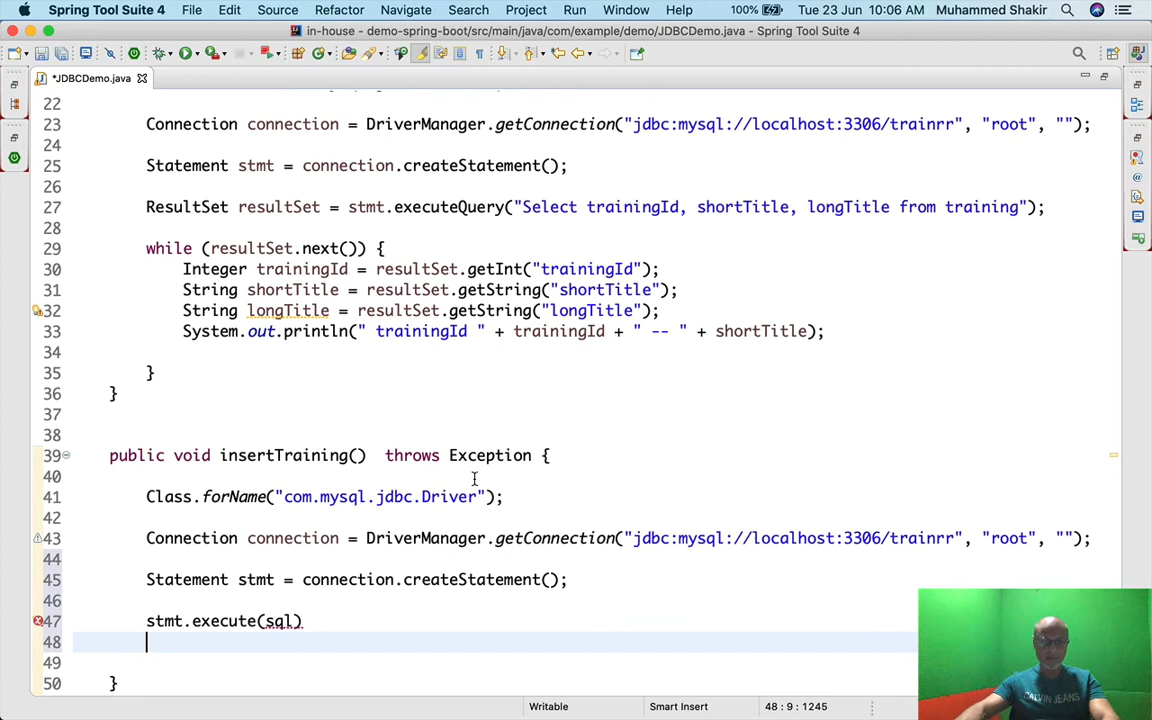 Spring Tool Suite 4 File Edit Source Refactor Navigate Search Project Run Window Help 100% Tue 23 Jun 10:06 AM Muhammed Shakir
in-house - demo-spring-boot/src/main/java/com/example/demo/JDBCDemo.java - Spring Tool Suite 4
*JDBCDemo.java
22
23 Connection connection = DriverManager.getConnection("jdbc:mysql://localhost:3306/trainrr", "root", "");
24
25 Statement stmt = connection.createStatement();
26
27 ResultSet resultSet = stmt.executeQuery("Select trainingId, shortTitle, longTitle from training");
28
29 while (resultSet.next()) {
30 Integer trainingId = resultSet.getInt("trainingId");
31 String shortTitle = resultSet.getString("shortTitle");
32 String longTitle = resultSet.getString("longTitle");
33 System.out.println(" trainingId " + trainingId + " -- " + shortTitle);
34
35 }
36 }
37
38
39 public void insertTraining()  throws Exception {
40
41 Class.forName("com.mysql.jdbc.Driver");
42
43 Connection connection = DriverManager.getConnection("jdbc:mysql://localhost:3306/trainrr", "root", "");
44
45 Statement stmt = connection.createStatement();
46
47 stmt.execute(sql)
48
49
50 }
Writable Smart Insert 48 : 9 : 1245